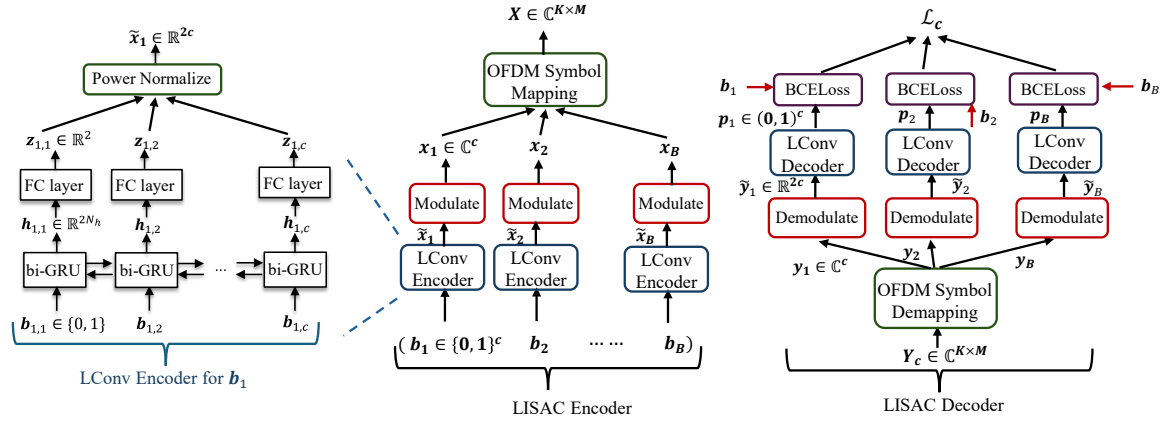 x̃₁ ∈ ℝ²ᶜ
Power Normalize
z₁,₁ ∈ ℝ² z₁,₂ z₁,c
FC layer FC layer FC layer
h₁,₁ ∈ ℝ^{2N_h} h₁,₂ h₁,c
bi-GRU bi-GRU ... bi-GRU
b₁,₁ ∈ {0, 1} b₁,₂ b₁,c
LConv Encoder for b₁
X ∈ ℂ^{K×M}
OFDM Symbol
Mapping
x₁ ∈ ℂᶜ x₂ x_B
Modulate Modulate Modulate
x̃₁ x̃₂ x̃_B
LConv LConv LConv
Encoder Encoder Encoder
( b₁ ∈ {0, 1}ᶜ b₂ ⋯ ⋯ b_B)
LISAC Encoder
ℒ_c
b₁ BCELoss BCELoss BCELoss b_B
p₁ ∈ (0, 1)ᶜ p₂ b₂ p_B
LConv LConv LConv
Decoder Decoder Decoder
ỹ₁ ∈ ℝ²ᶜ ỹ₂ ỹ_B
Demodulate Demodulate Demodulate
y₁ ∈ ℂᶜ y₂ y_B
OFDM Symbol
Demapping
Y_c ∈ ℂ^{K×M}
LISAC Decoder